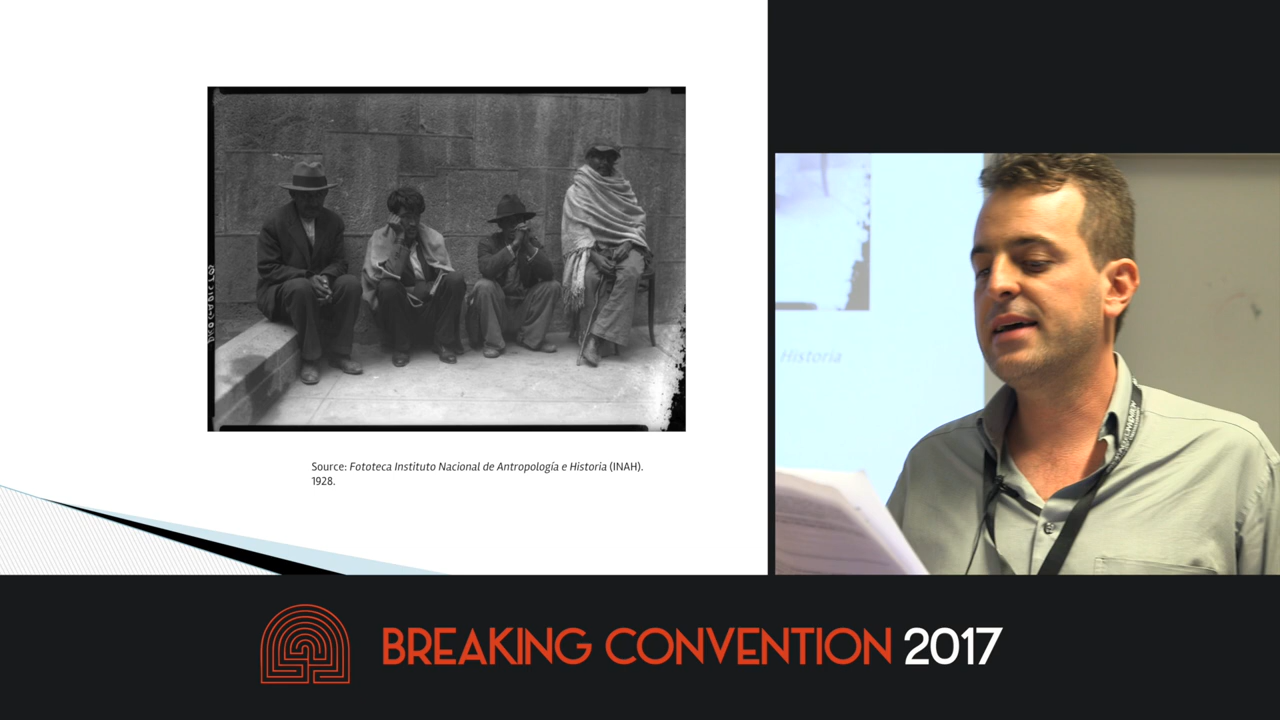 Source: Fototeca Instituto Nacional de Antropología e Historia (INAH).
1928.
Historia
BREAKING CONVENTION 2017